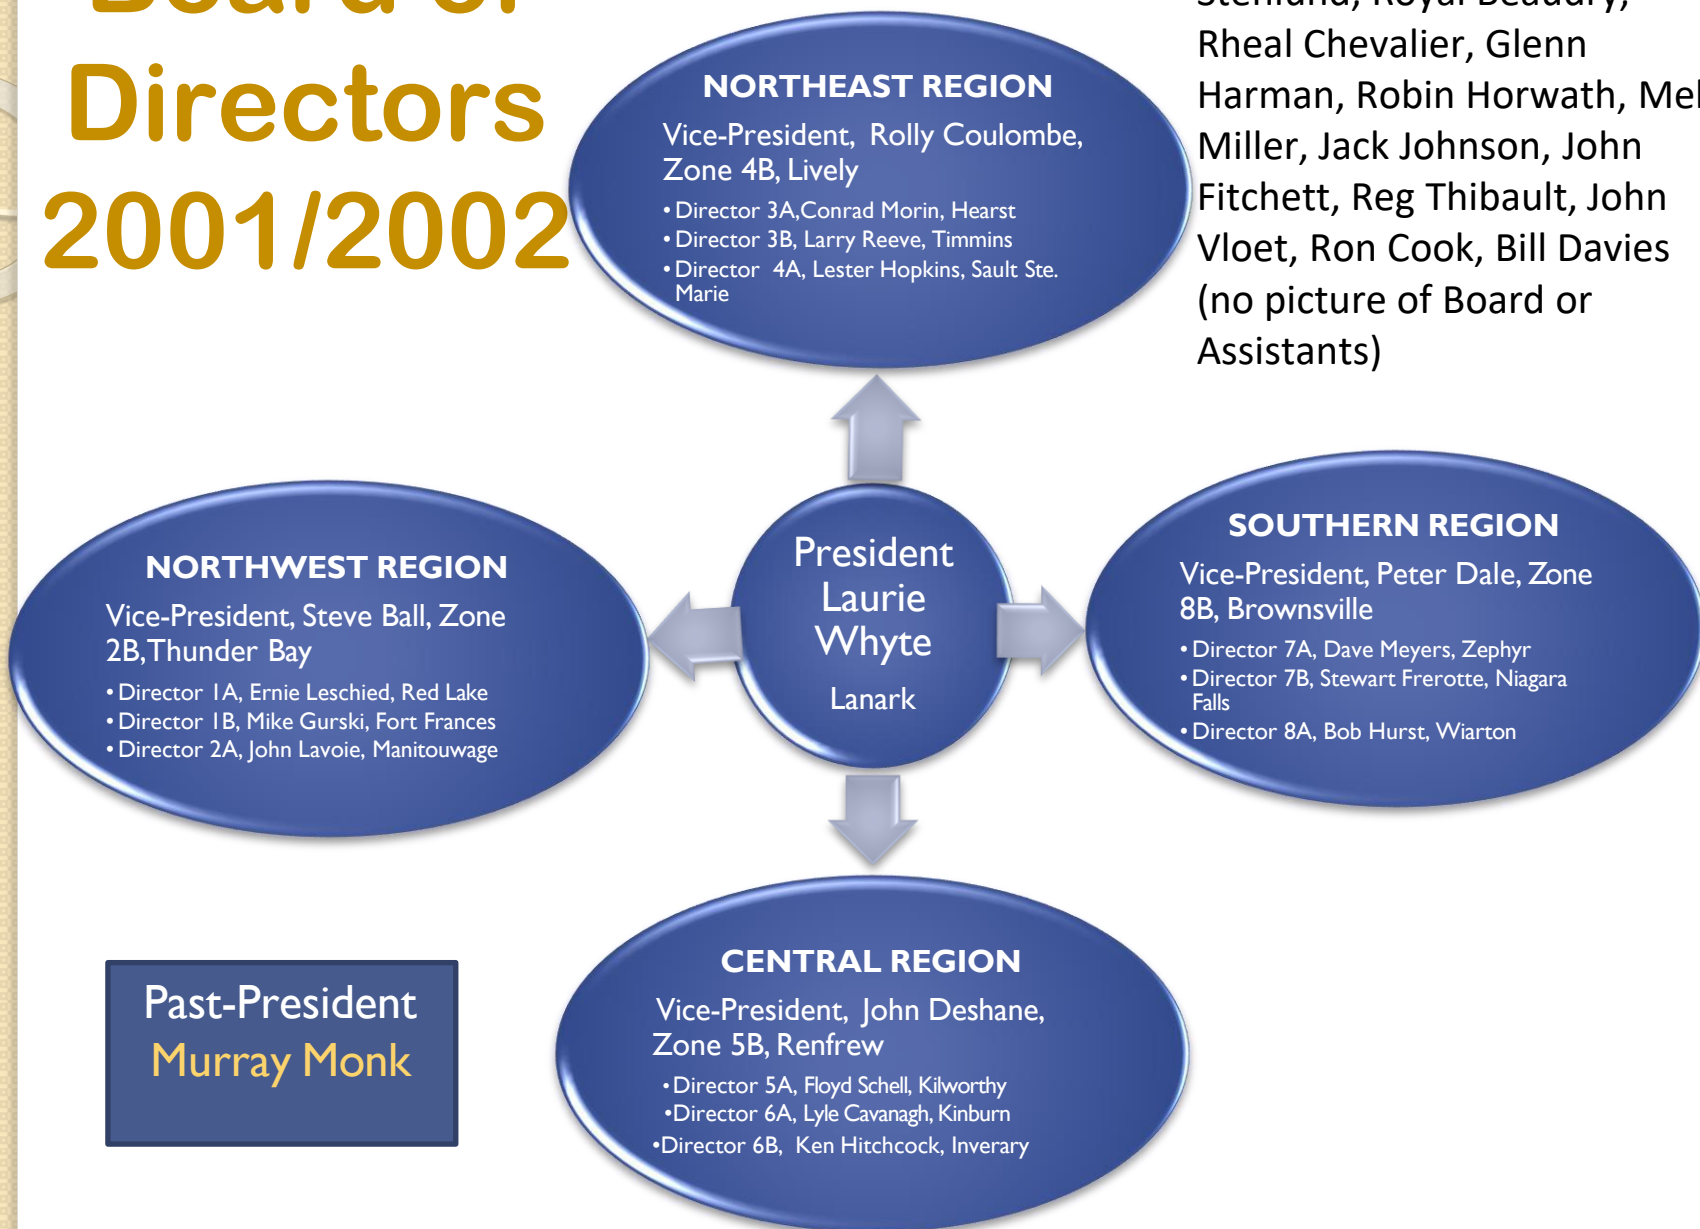 Board of
Directors
2001/2002
Stenlund, Royal Beaudry,
Rheal Chevalier, Glenn
Harman, Robin Horwath, Mel
Miller, Jack Johnson, John
Fitchett, Reg Thibault, John
Vloet, Ron Cook, Bill Davies
(no picture of Board or
Assistants)
NORTHEAST REGION
Vice-President, Rolly Coulombe,
Zone 4B, Lively
• Director 3A,Conrad Morin, Hearst
• Director 3B, Larry Reeve, Timmins
• Director 4A, Lester Hopkins, Sault Ste.
Marie
NORTHWEST REGION
Vice-President, Steve Ball, Zone
2B,Thunder Bay
• Director 1A, Ernie Leschied, Red Lake
• Director 1B, Mike Gurski, Fort Frances
• Director 2A, John Lavoie, Manitouwage
President
Laurie
Whyte
Lanark
SOUTHERN REGION
Vice-President, Peter Dale, Zone
8B, Brownsville
• Director 7A, Dave Meyers, Zephyr
• Director 7B, Stewart Frerotte, Niagara
Falls
• Director 8A, Bob Hurst, Wiarton
CENTRAL REGION
Vice-President, John Deshane,
Zone 5B, Renfrew
• Director 5A, Floyd Schell, Kilworthy
•Director 6A, Lyle Cavanagh, Kinburn
•Director 6B, Ken Hitchcock, Inverary
Past-President
Murray Monk